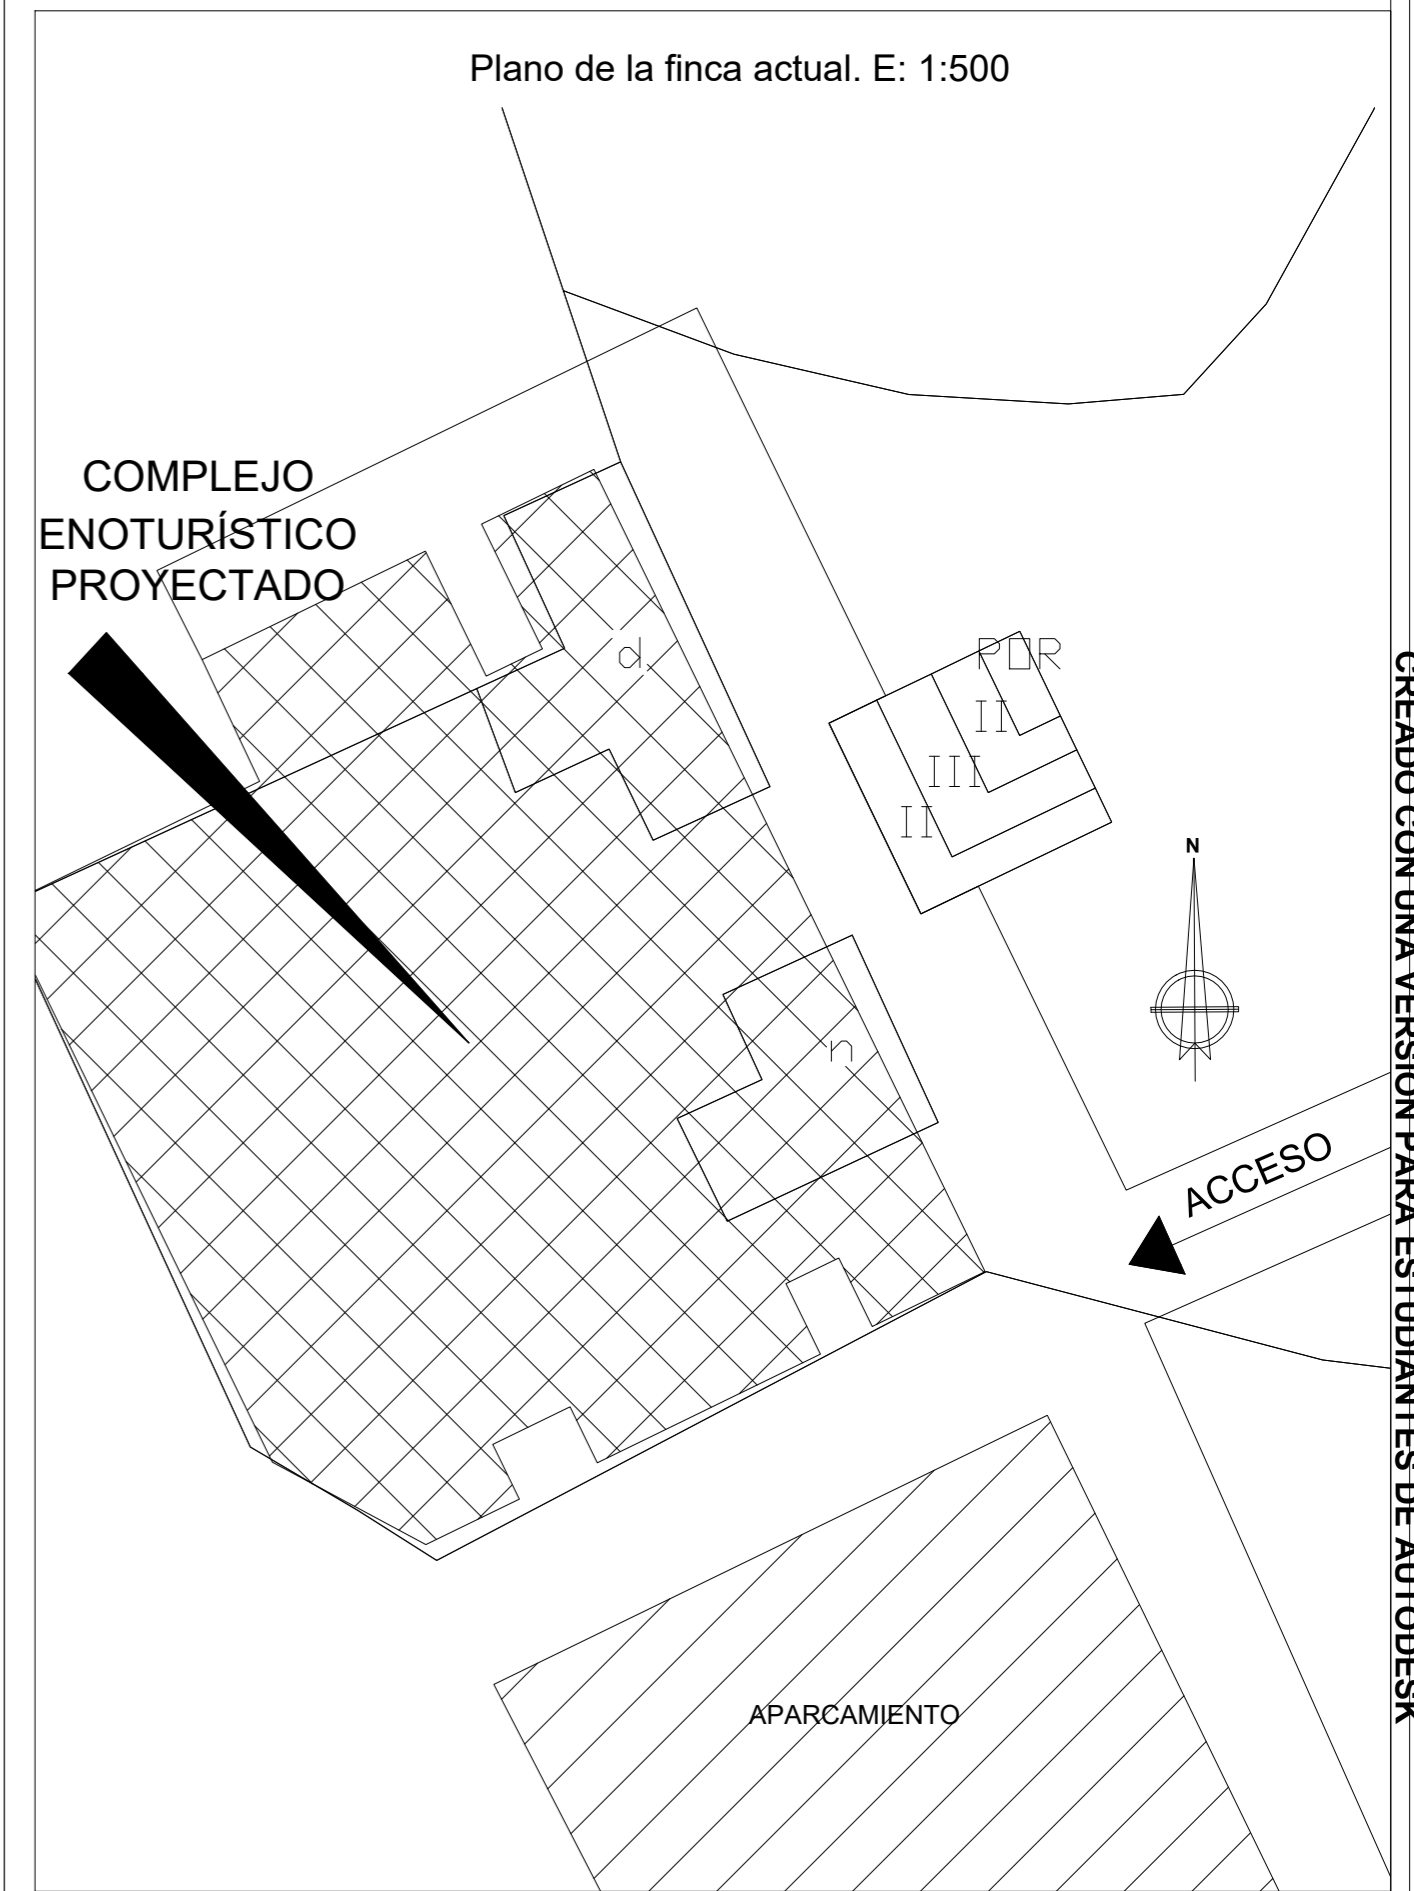 Plano de la finca actual. E: 1:500
COMPLEJO
ENOTURÍSTICO
PROYECTADO
d
POR
II
III
II
N
n
ACCESO
APARCAMIENTO
CREADO CON UNA VERSIÓN PARA ESTUDIANTES DE AUTODESK